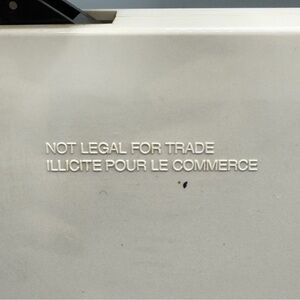 NOT LEGAL FOR TRADE
ILLICITE POUR LE COMMERCE